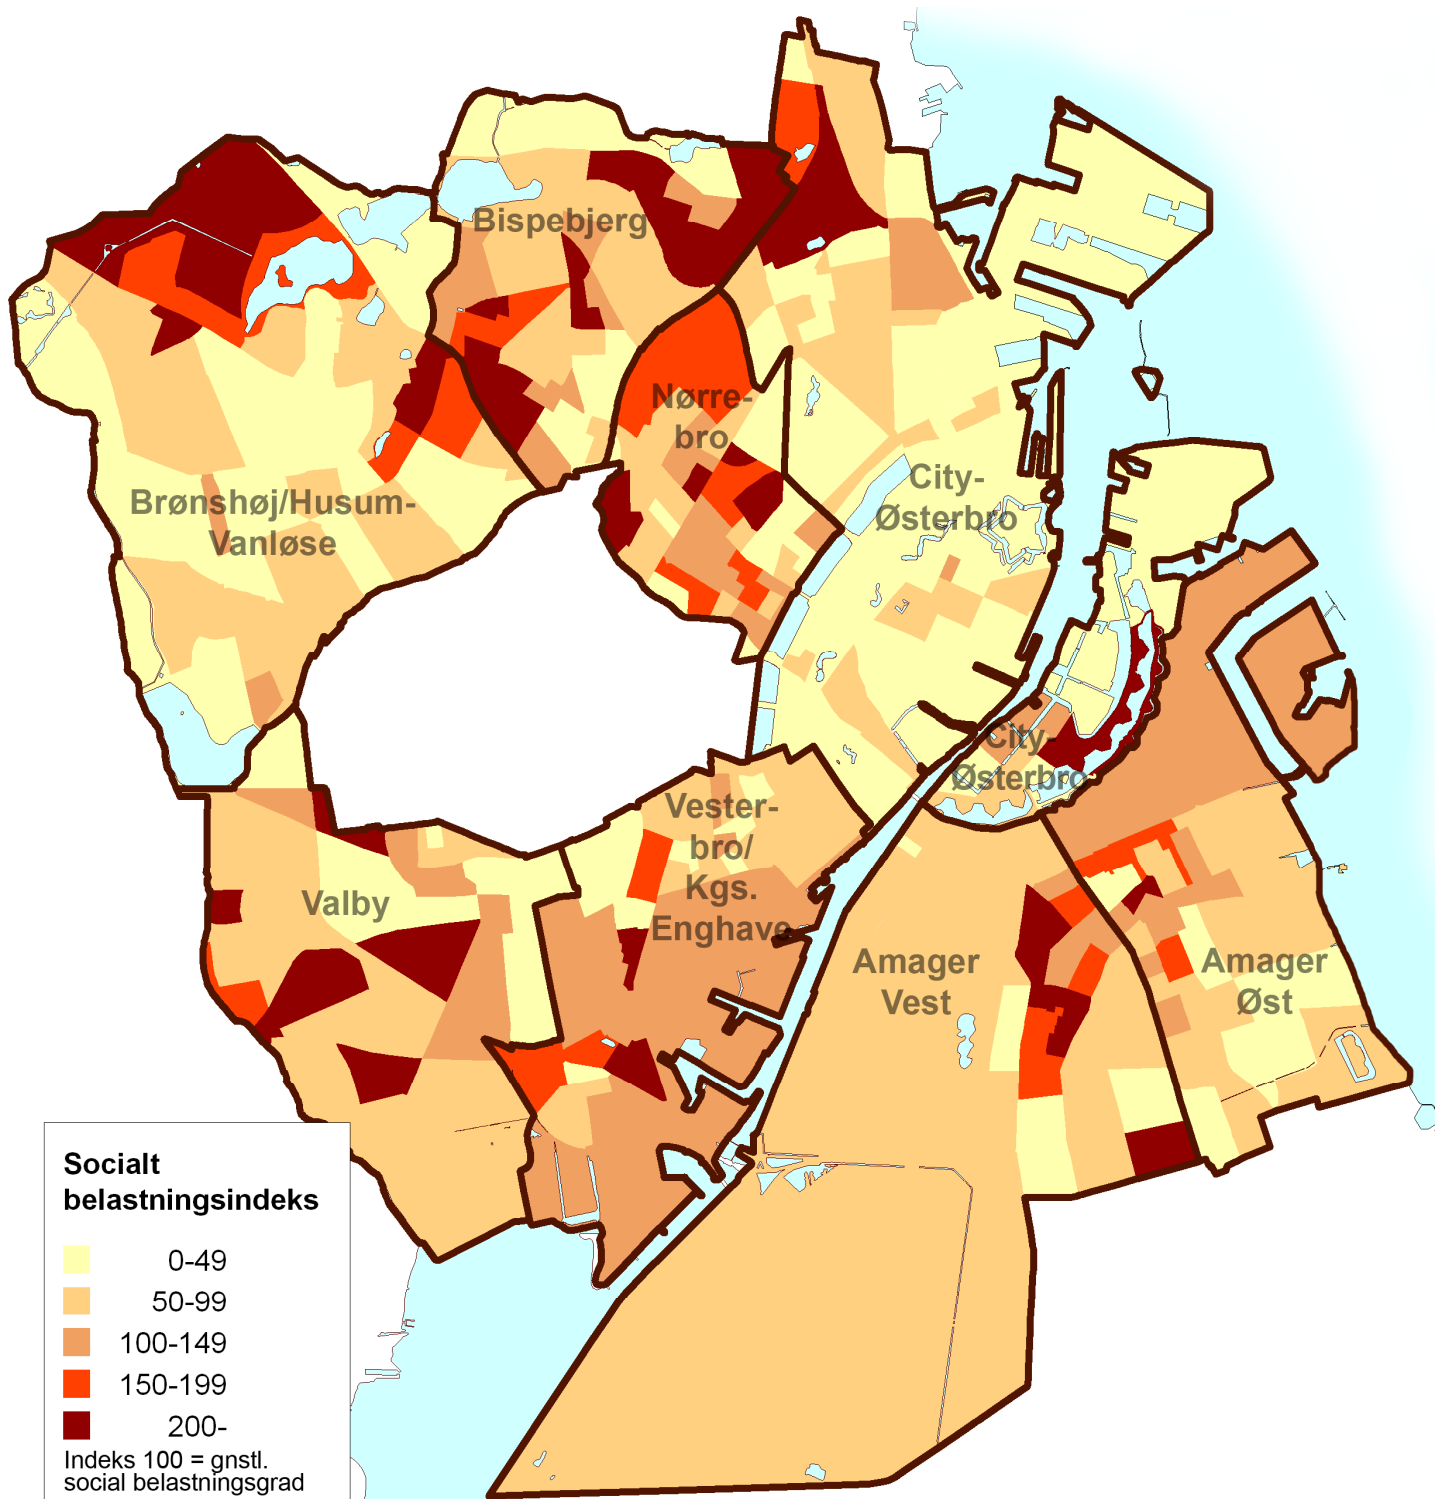 Bispebjerg
Nørre-
bro
Brønshøj/Husum-
Vanløse
City-
Østerbro
City-
Østerbro
Vester-
bro/
Kgs.
Enghave
Valby
Amager
Vest
Amager
Øst
Socialt
belastningsindeks
0-49
50-99
100-149
150-199
200-
Indeks 100 = gnstl.
social belastningsgrad